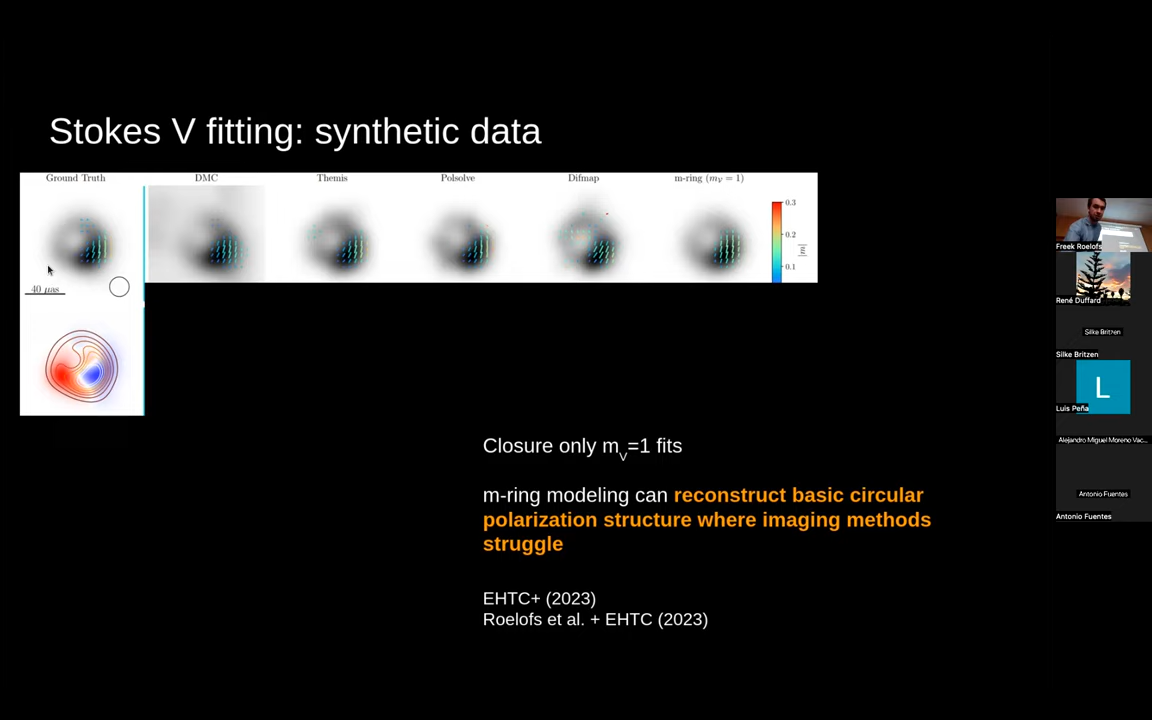 Stokes V fitting: synthetic data
Ground Truth DMC Themis Polsolve Difmap m-ring (mᵥ = 1)
0.3
0.2
0.1
|m|
40 μas
Closure only mᵥ=1 fits
m-ring modeling can reconstruct basic circular
polarization structure where imaging methods
struggle
EHTC+ (2023)
Roelofs et al. + EHTC (2023)
Freek Roelofs
René Duffard
Silke Britzen
Silke Britzen
L
Luis Peña
Alejandro Miguel Moreno Vac...
Antonio Fuentes
Antonio Fuentes